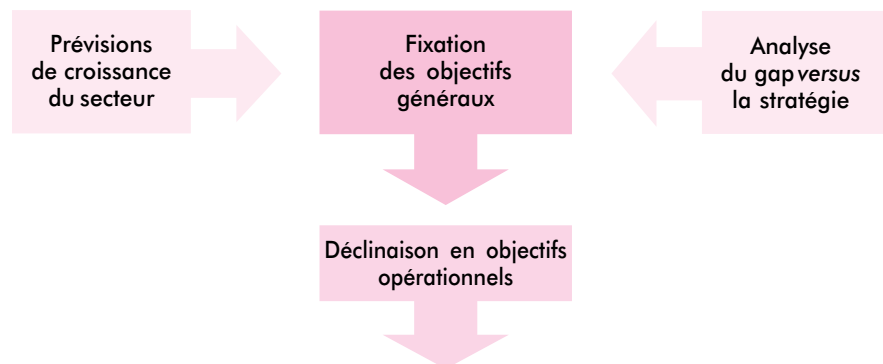 Prévisions
de croissance
du secteur
Fixation
des objectifs
généraux
Analyse
du gap versus
la stratégie
Déclinaison en objectifs
opérationnels